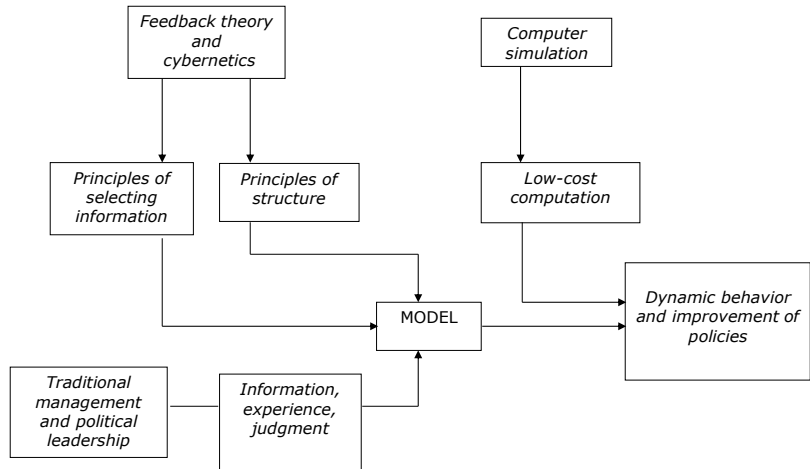 Feedback theory
and
cybernetics
Computer
simulation
Principles of
selecting
information
Principles of
structure
Low-cost
computation
Dynamic behavior
and improvement of
policies
MODEL
Traditional
management
and political
leadership
Information,
experience,
judgment